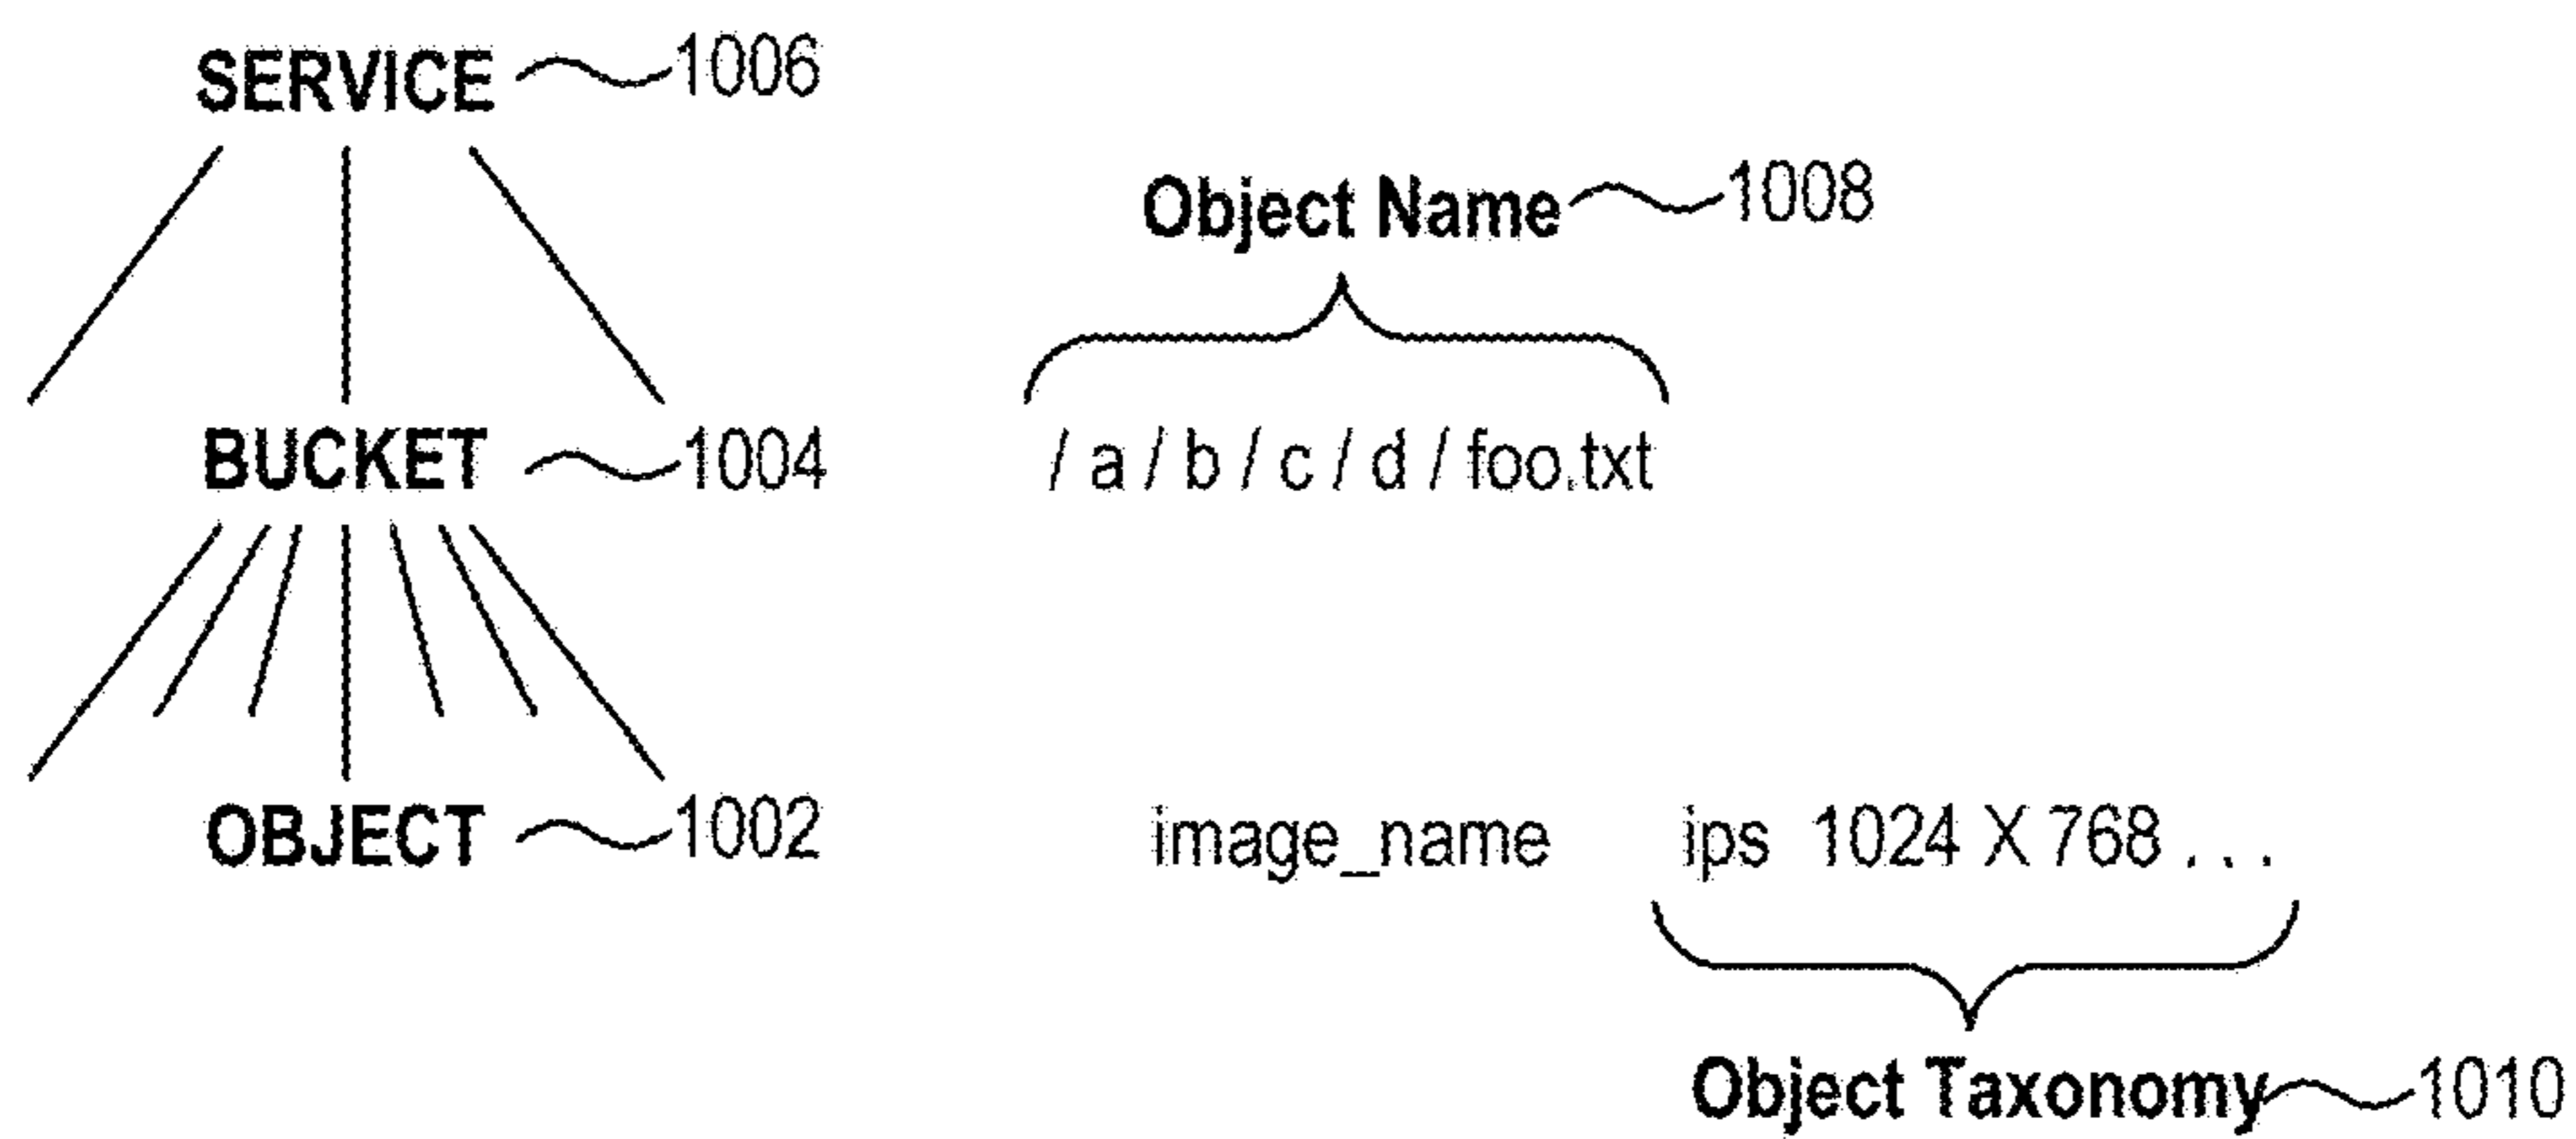 SERVICE 1006
Object Name 1008
BUCKET 1004
/ a / b / c / d / foo.txt
OBJECT 1002
image_name ips 1024 X 768 . . .
Object Taxonomy 1010